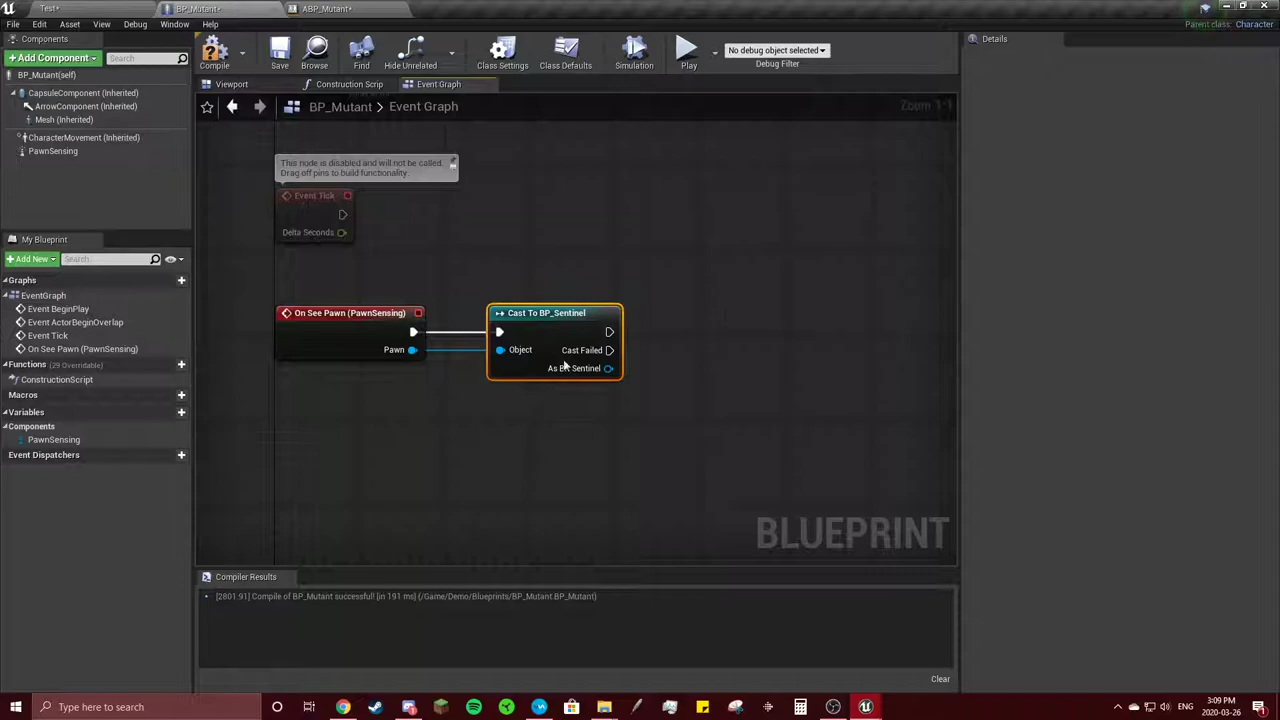 Test*
BP_Mutant*
ABP_Mutant*
File Edit Asset View Debug Window Help
Parent class: Character
Components
+ Add Component
Search
BP_Mutant(self)
CapsuleComponent (Inherited)
ArrowComponent (Inherited)
Mesh (Inherited)
CharacterMovement (Inherited)
PawnSensing
Compile
Save
Browse
Find
Hide Unrelated
Class Settings
Class Defaults
Simulation
Play
No debug object selected
Debug Filter
Details
Viewport
Construction Scrip
Event Graph
BP_Mutant > Event Graph
Zoom 1:1
This node is disabled and will not be called.
Drag off pins to build functionality.
Event Tick
Delta Seconds
On See Pawn (PawnSensing)
Pawn
Cast To BP_Sentinel
Object
Cast Failed
As BP Sentinel
BLUEPRINT
My Blueprint
+ Add New
Search
Graphs
EventGraph
Event BeginPlay
Event ActorBeginOverlap
Event Tick
On See Pawn (PawnSensing)
Functions (29 Overridable)
ConstructionScript
Macros
Variables
Components
PawnSensing
Event Dispatchers
Compiler Results
[2801.91] Compile of BP_Mutant successful! [in 191 ms] (/Game/Demo/Blueprints/BP_Mutant.BP_Mutant)
Clear
Type here to search
ENG
3:09 PM
2020-03-26